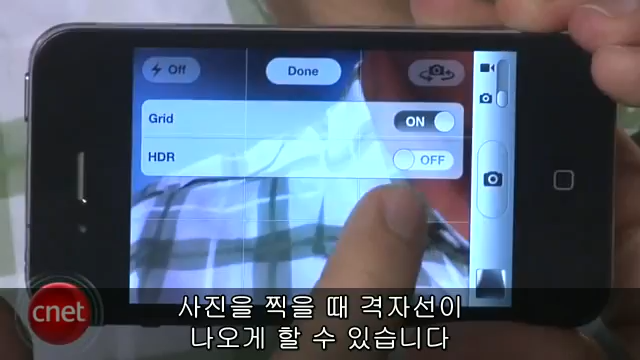 Off
Done
Grid
ON
HDR
OFF
cnet
사진을 찍을 때 격자선이
나오게 할 수 있습니다